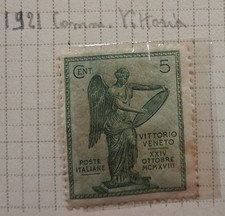 1921 Comm. Vittoria
CENT 5
VITTORIO
VENETO
XXIV
OTTOBRE
MCMXVIII
POSTE
ITALIANE